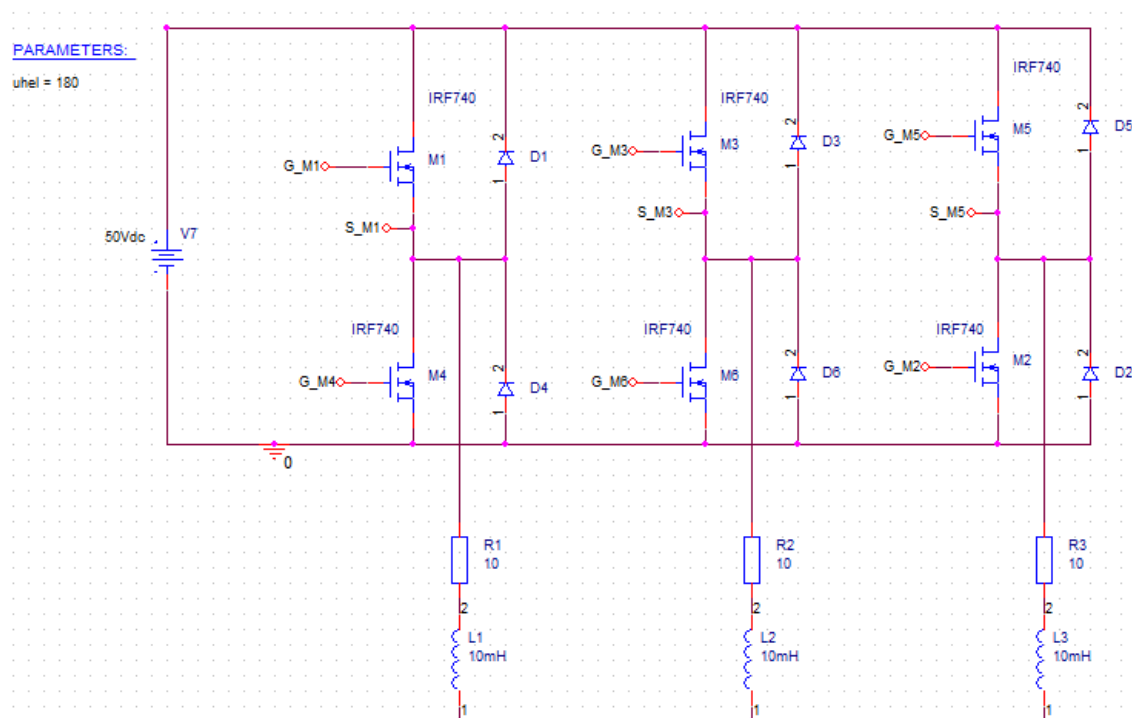 PARAMETERS:
uhel = 180
IRF740
IRF740
IRF740
G_M1
M1
2
1
D1
G_M3
M3
2
1
D3
G_M5
M5
2
1
D5
S_M1
S_M3
S_M5
50Vdc
V7
IRF740
IRF740
IRF740
G_M4
M4
2
1
D4
G_M6
M6
2
1
D6
G_M2
M2
2
1
D2
0
R1
10
R2
10
R3
10
2
L1
10mH
1
2
L2
10mH
1
2
L3
10mH
1